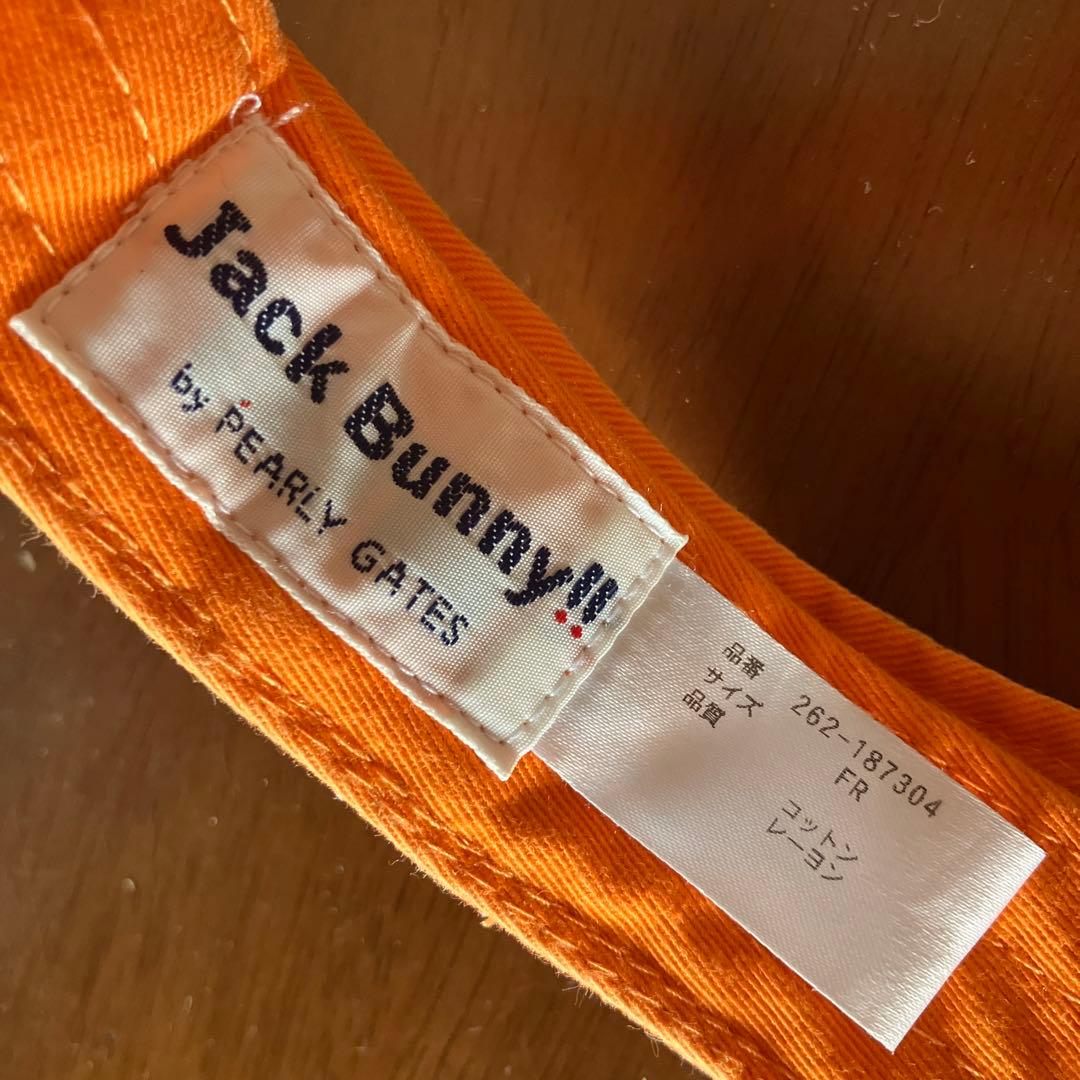 Jack Bunny!!
by PEARLY GATES
品番 262-187304
サイズ FR
品質 コットン
レーヨン